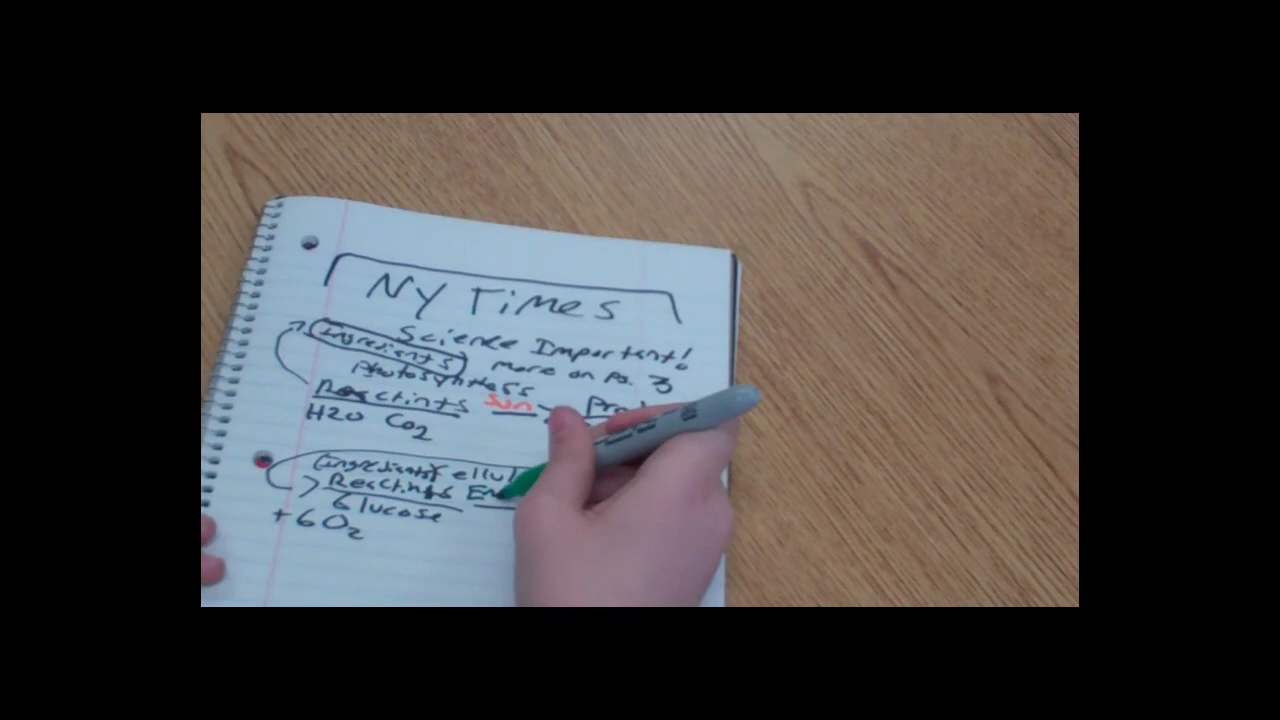 NY Times
Science Important!
Ingredients more on Pg. 3
Photosynthesis
Reactints Sun
H2O CO2
(ingredients)
Reactints
Glucose
+6O2